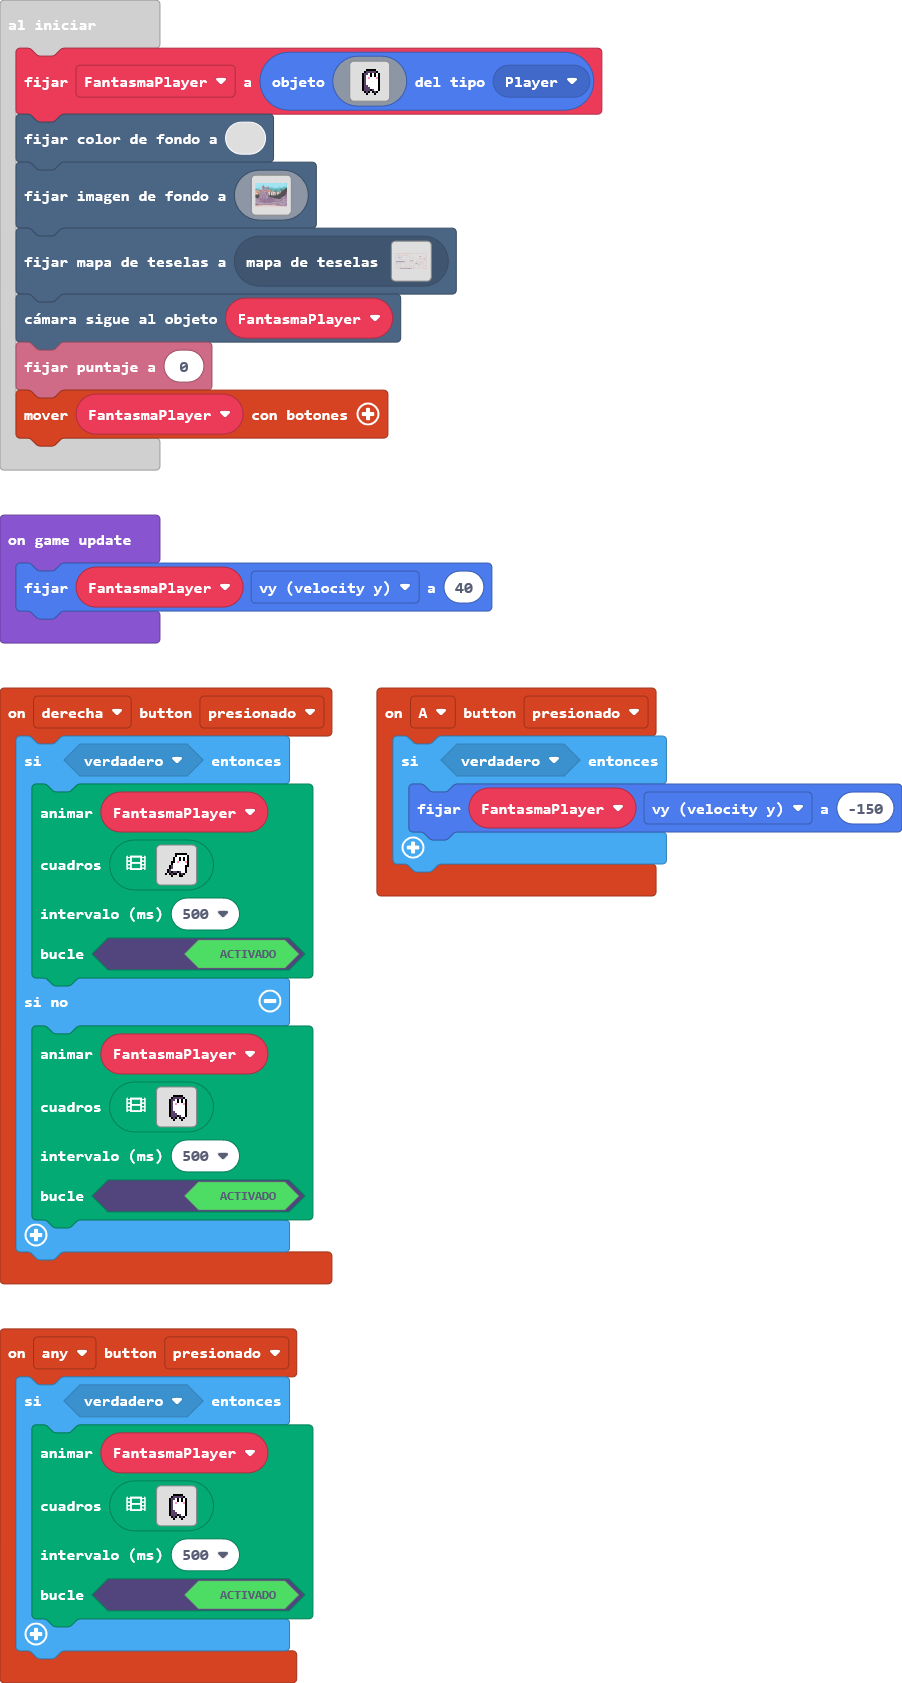 al iniciar
fijar FantasmaPlayer a objeto del tipo Player
fijar color de fondo a
fijar imagen de fondo a
fijar mapa de teselas a mapa de teselas
cámara sigue al objeto FantasmaPlayer
fijar puntaje a 0
mover FantasmaPlayer con botones
on game update
fijar FantasmaPlayer vy (velocity y) a 40
on derecha button presionado
si verdadero entonces
animar FantasmaPlayer
cuadros
intervalo (ms) 500
bucle ACTIVADO
si no
animar FantasmaPlayer
cuadros
intervalo (ms) 500
bucle ACTIVADO
on A button presionado
si verdadero entonces
fijar FantasmaPlayer vy (velocity y) a -150
on any button presionado
si verdadero entonces
animar FantasmaPlayer
cuadros
intervalo (ms) 500
bucle ACTIVADO